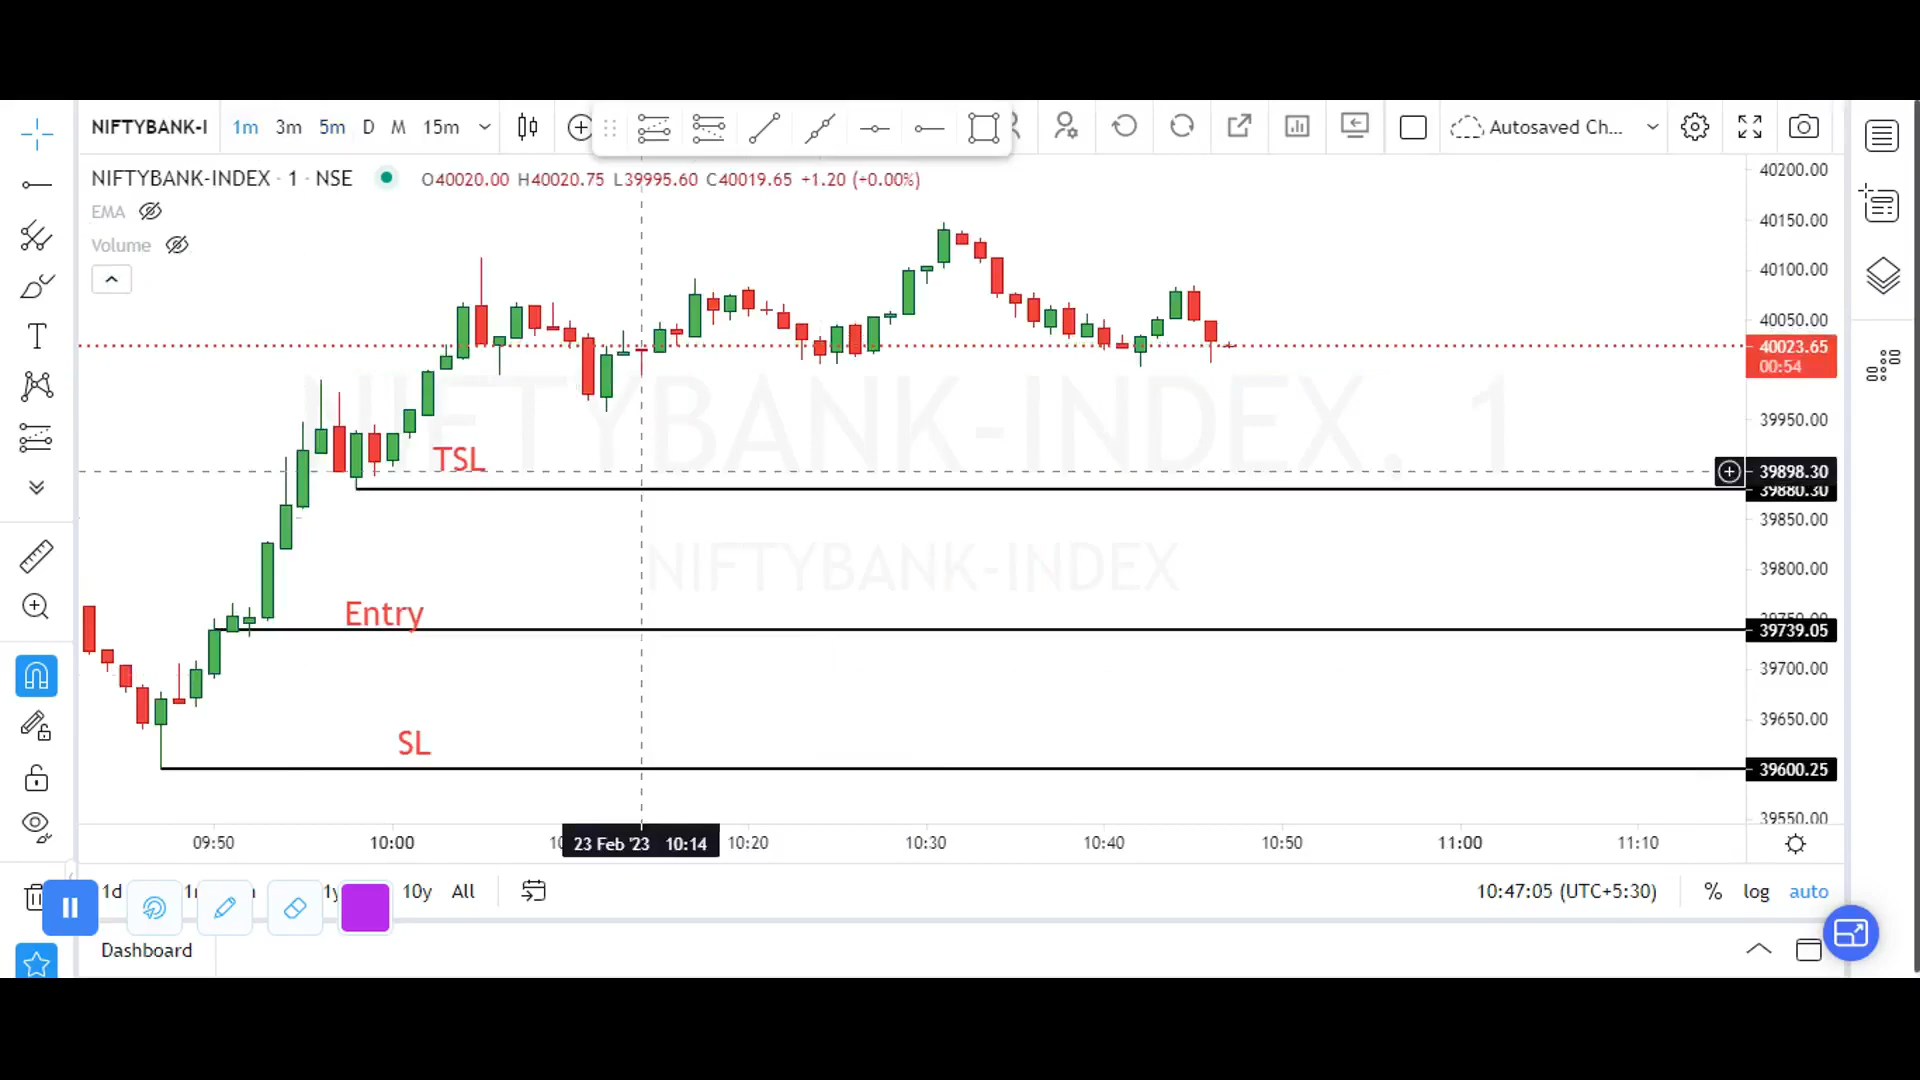 NIFTYBANK-I 1m 3m 5m D M 15m Autosaved Ch...
NIFTYBANK-INDEX · 1 · NSE O40020.00 H40020.75 L39995.60 C40019.65 +1.20 (+0.00%)
EMA
Volume
40200.00
40150.00
40100.00
40050.00
40023.65
00:54
NIFTYBANK-INDEX, 1
39950.00
TSL
39898.30
39880.30
39850.00
NIFTYBANK-INDEX
39800.00
Entry
39750.00
39739.05
39700.00
39650.00
SL
39600.25
39550.00
09:50 10:00 23 Feb '23 10:14 10:20 10:30 10:40 10:50 11:00 11:10
1d 1y 10y All 10:47:05 (UTC+5:30) % log auto
Dashboard